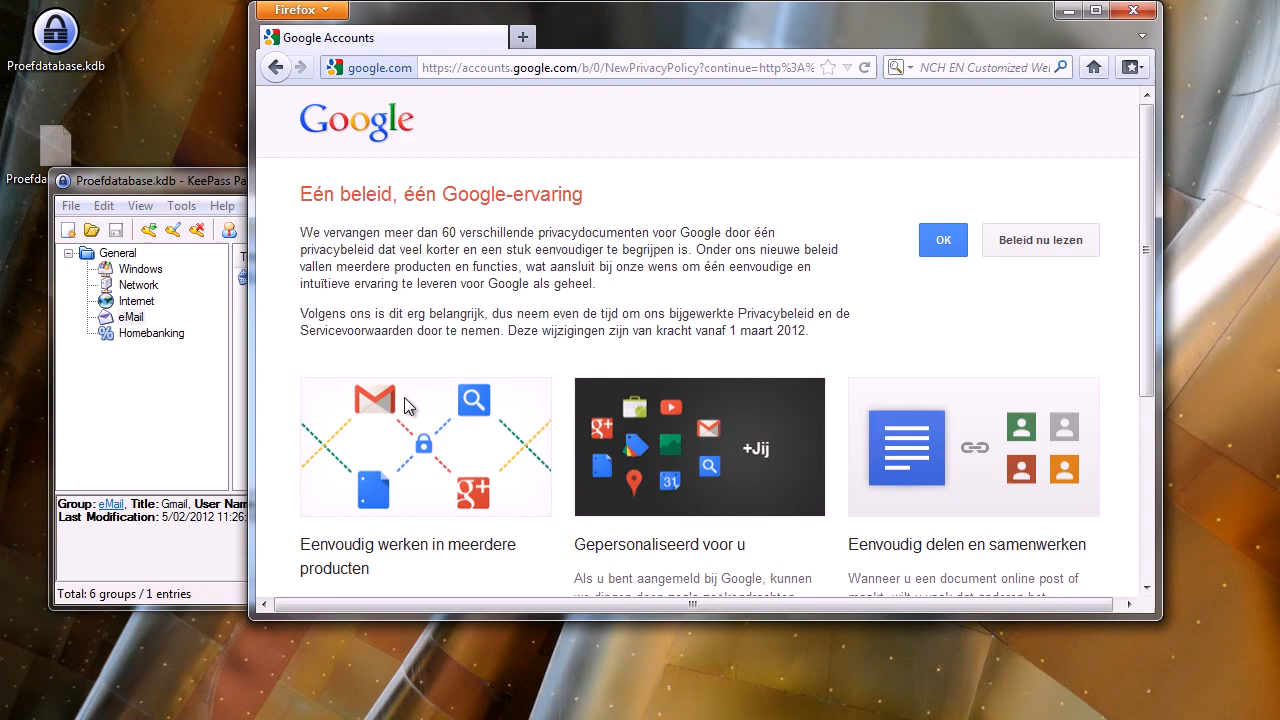 Proefdatabase.kdb
Proefda
Proefdatabase.kdb - KeePass Pa
File Edit View Tools Help
General
Windows
Network
Internet
eMail
Homebanking
Group: eMail, Title: Gmail, User Nam
Last Modification: 5/02/2012 11:26:
Total: 6 groups / 1 entries
Firefox
Google Accounts
google.com https://accounts.google.com/b/0/NewPrivacyPolicy?continue=http%3A%
NCH EN Customized We
Google
Eén beleid, één Google-ervaring
We vervangen meer dan 60 verschillende privacydocumenten voor Google door één
privacybeleid dat veel korter en een stuk eenvoudiger te begrijpen is. Onder ons nieuwe beleid
vallen meerdere producten en functies, wat aansluit bij onze wens om één eenvoudige en
intuïtieve ervaring te leveren voor Google als geheel.
Volgens ons is dit erg belangrijk, dus neem even de tijd om ons bijgewerkte Privacybeleid en de
Servicevoorwaarden door te nemen. Deze wijzigingen zijn van kracht vanaf 1 maart 2012.
OK
Beleid nu lezen
g+
g+
31
+Jij
Eenvoudig werken in meerdere
producten
Gepersonaliseerd voor u
Als u bent aangemeld bij Google, kunnen
Eenvoudig delen en samenwerken
Wanneer u een document online post of